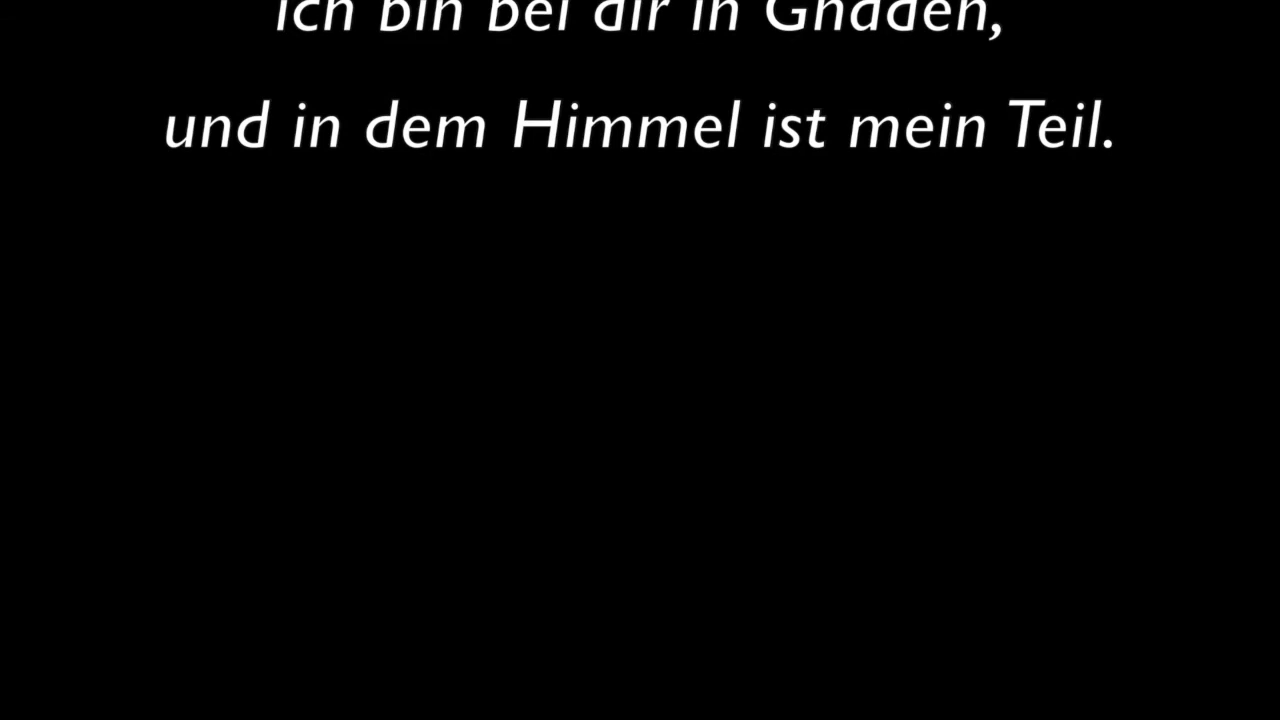 ich bin bei dir in Gnaden,
und in dem Himmel ist mein Teil.